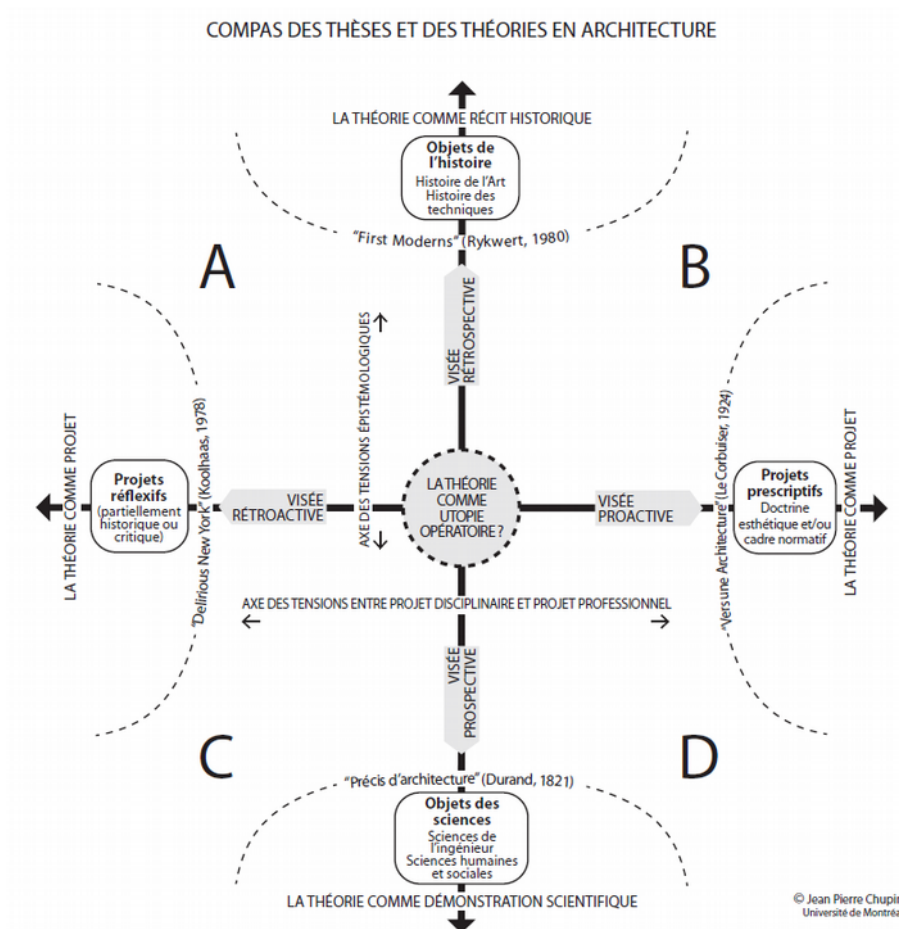 COMPAS DES THÈSES ET DES THÉORIES EN ARCHITECTURE
LA THÉORIE COMME RÉCIT HISTORIQUE
Objets de
l'histoire
Histoire de l'Art
Histoire des
techniques
"First Moderns" (Rykwert, 1980)
A
B
VISÉE
RÉTROSPECTIVE
AXE DES TENSIONS ÉPISTÉMOLOGIQUES
LA THÉORIE COMME PROJET
Projets
réflexifs
(partiellement
historique ou
critique)
"Delirious New York" (Koolhaas, 1978)
VISÉE
RÉTROACTIVE
LA THÉORIE
COMME
UTOPIE
OPÉRATOIRE ?
VISÉE
PROACTIVE
"Vers une Architecture" (Le Corbuiser, 1924)
Projets
prescriptifs
Doctrine
esthétique et/ou
cadre normatif
LA THÉORIE COMME PROJET
AXE DES TENSIONS ENTRE PROJET DISCIPLINAIRE ET PROJET PROFESSIONNEL
VISÉE
PROSPECTIVE
C
D
"Précis d'architecture" (Durand, 1821)
Objets des
sciences
Sciences de
l'ingénieur
Sciences humaines
et sociales
LA THÉORIE COMME DÉMONSTRATION SCIENTIFIQUE
© Jean Pierre Chupin
Université de Montréal